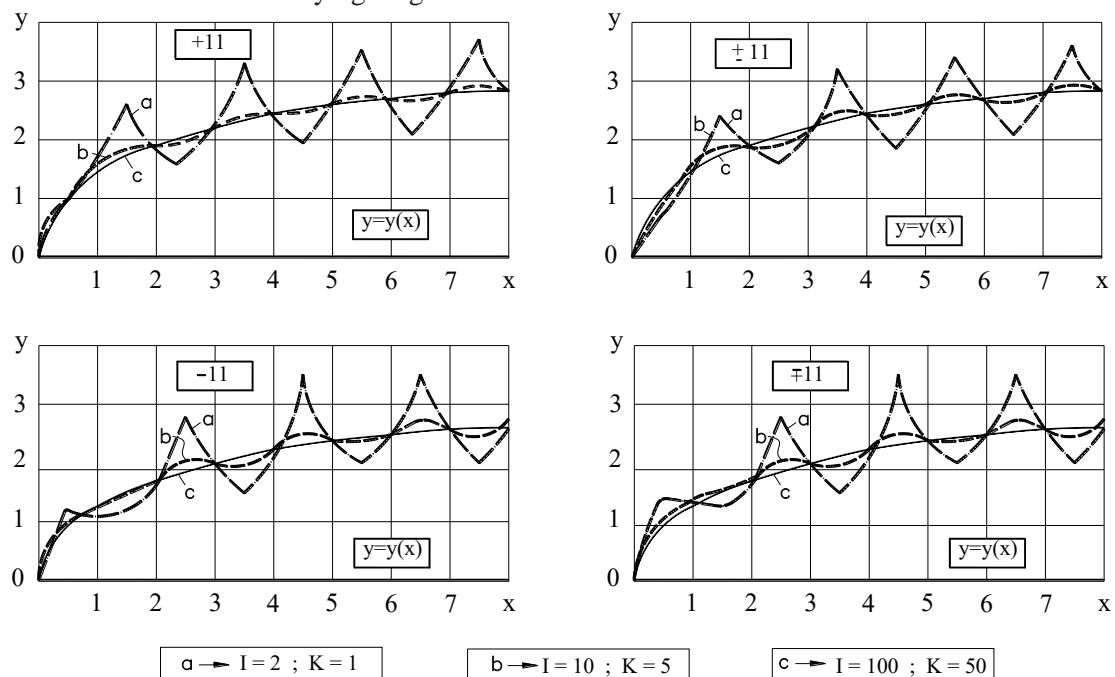 y y
+11 ± 11
a a
3 3
b b
2 2
c c
1 1
y=y(x) y=y(x)
0 0
1 2 3 4 5 6 7 x 1 2 3 4 5 6 7 x
y y
−11 ∓11
3 3
a a
b b
2 2
c c
1 1
y=y(x) y=y(x)
0 0
1 2 3 4 5 6 7 x 1 2 3 4 5 6 7 x
a → I = 2 ; K = 1 b → I = 10 ; K = 5 c → I = 100 ; K = 50